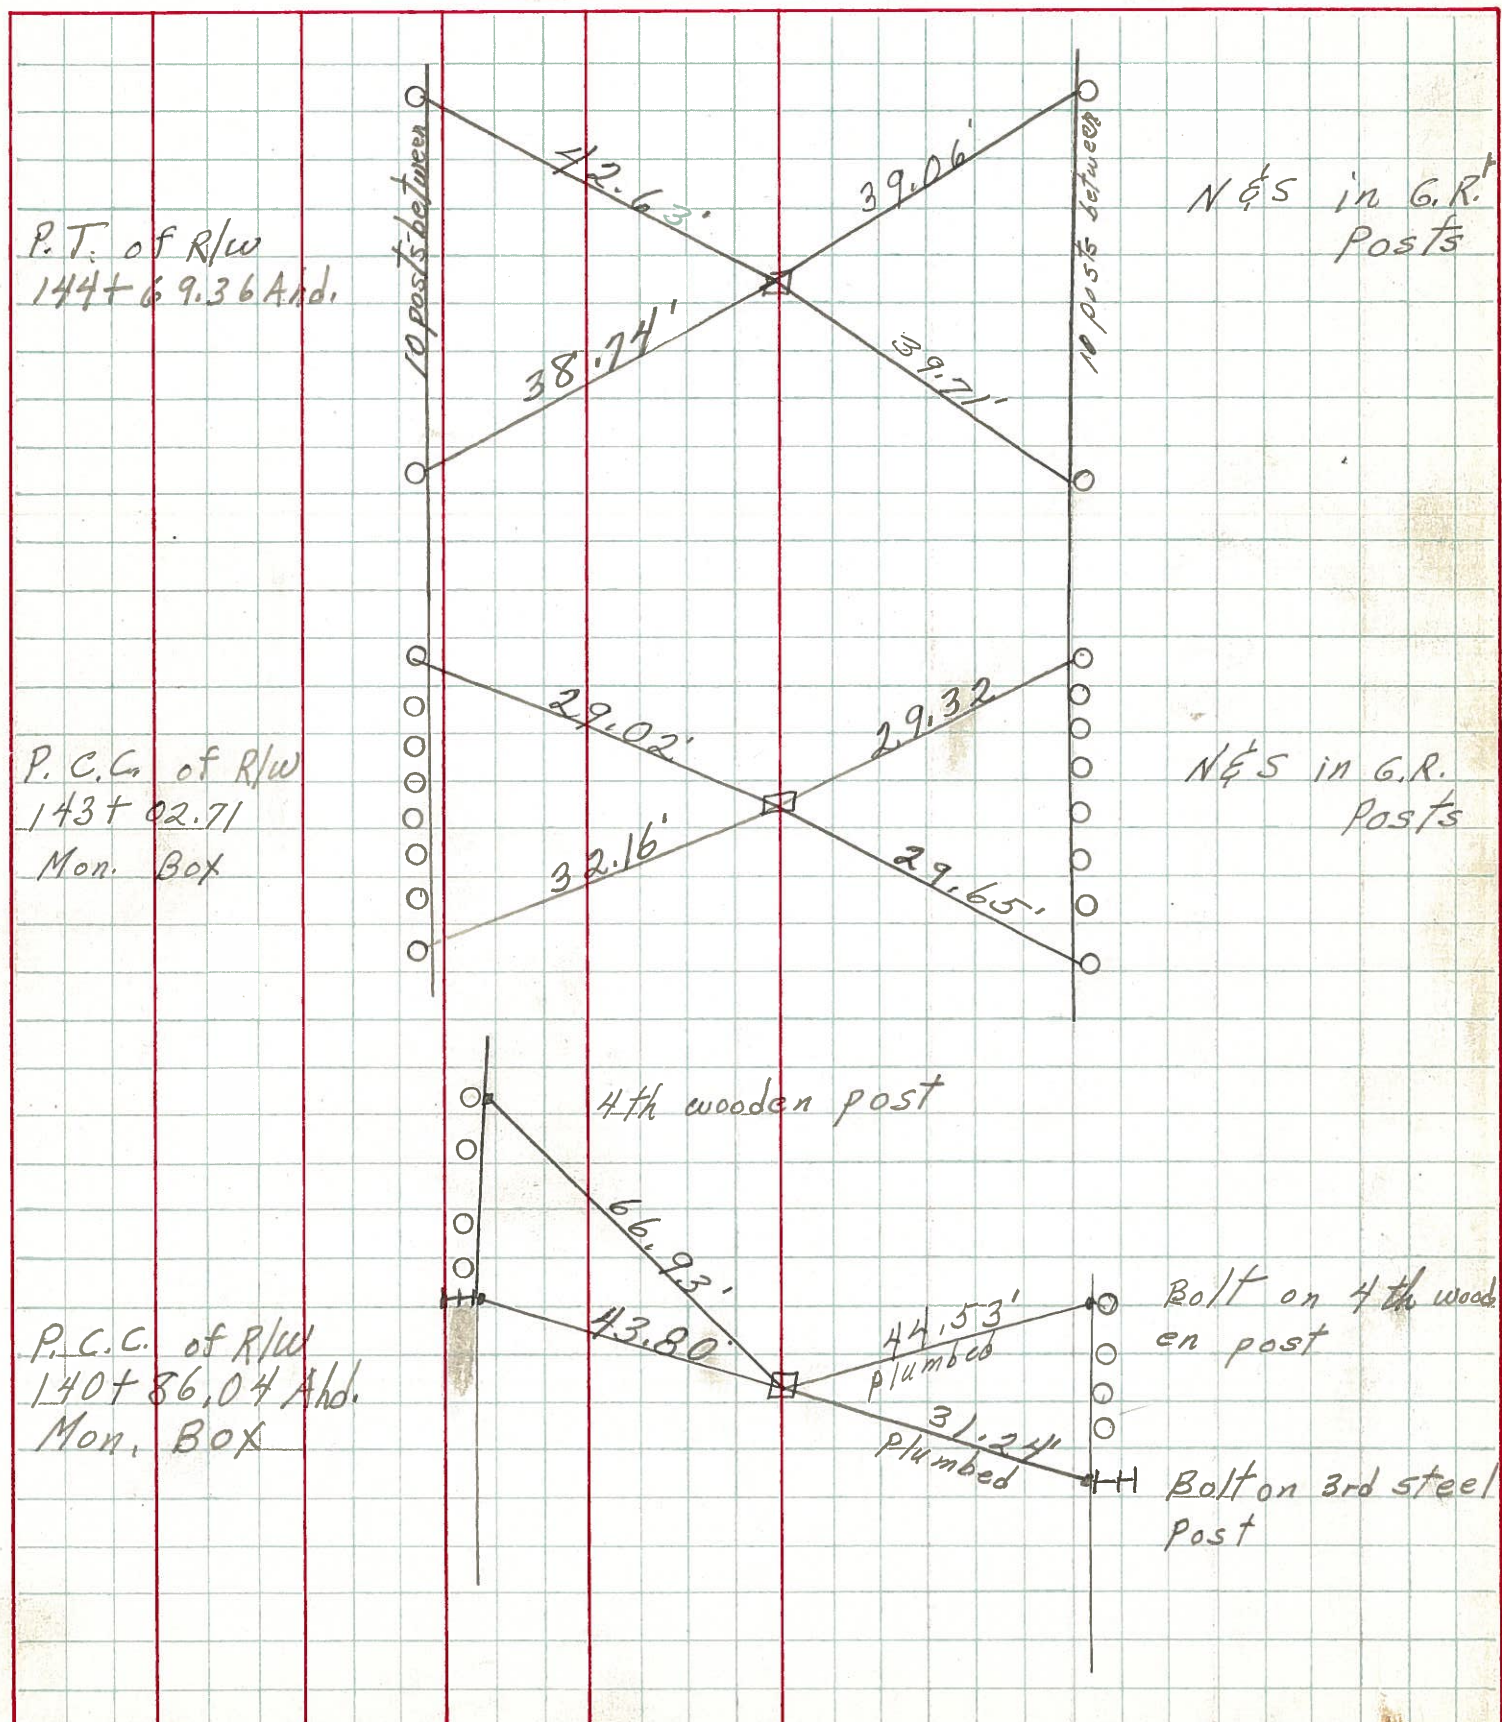 10 posts between
42.63'
39.06'
10 posts between
N & S in G.R.
Posts
P.T. of R/W
144+69.36 Ahd.
38.74'
39.71'
29.02'
29.32
P.C.C. of R/W
143+02.71
Mon. Box
N & S in G.R.
Posts
32.16'
29.65'
4th wooden post
66.93'
43.80'
44.53'
Plumbed
Bolt on 4th wood
en post
P.C.C. of R/W
140+86.04 Ahd.
Mon. Box
31.24'
Plumbed
Bolt on 3rd steel
Post